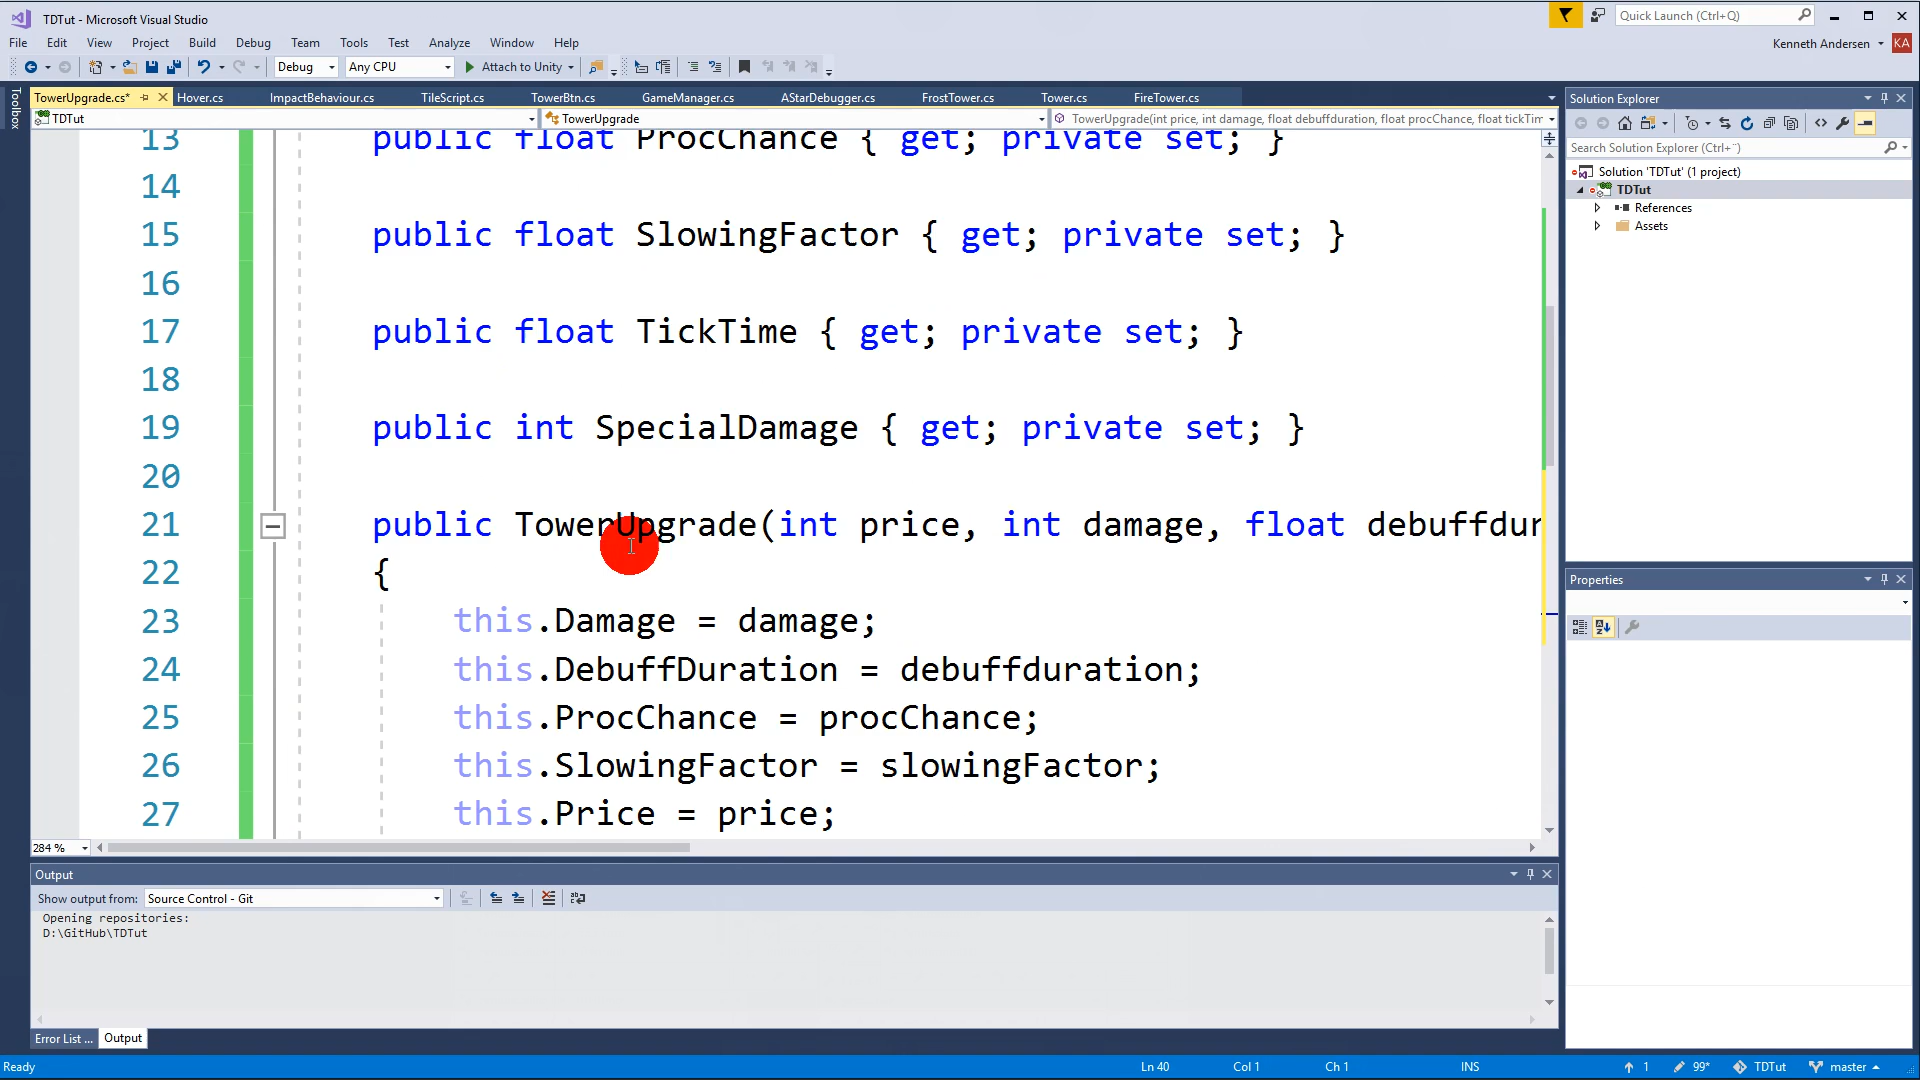 TDTut - Microsoft Visual Studio
Quick Launch (Ctrl+Q)
File Edit View Project Build Debug Team Tools Test Analyze Window Help
Kenneth Andersen KA
Debug Any CPU Attach to Unity
Toolbox
TowerUpgrade.cs* Hover.cs ImpactBehaviour.cs TileScript.cs TowerBtn.cs GameManager.cs AStarDebugger.cs FrostTower.cs Tower.cs FireTower.cs
TDTut TowerUpgrade TowerUpgrade(int price, int damage, float debuffduration, float procChance, float tickTim
13 public float ProcChance { get; private set; }
14
15 public float SlowingFactor { get; private set; }
16
17 public float TickTime { get; private set; }
18
19 public int SpecialDamage { get; private set; }
20
21 public TowerUpgrade(int price, int damage, float debuffdur
22 {
23 this.Damage = damage;
24 this.DebuffDuration = debuffduration;
25 this.ProcChance = procChance;
26 this.SlowingFactor = slowingFactor;
27 this.Price = price;
284 %
Output
Show output from: Source Control - Git
Opening repositories:
D:\GitHub\TDTut
Error List ... Output
Solution Explorer
Search Solution Explorer (Ctrl+¨)
Solution 'TDTut' (1 project)
TDTut
References
Assets
Properties
Ready Ln 40 Col 1 Ch 1 INS 1 99* TDTut master